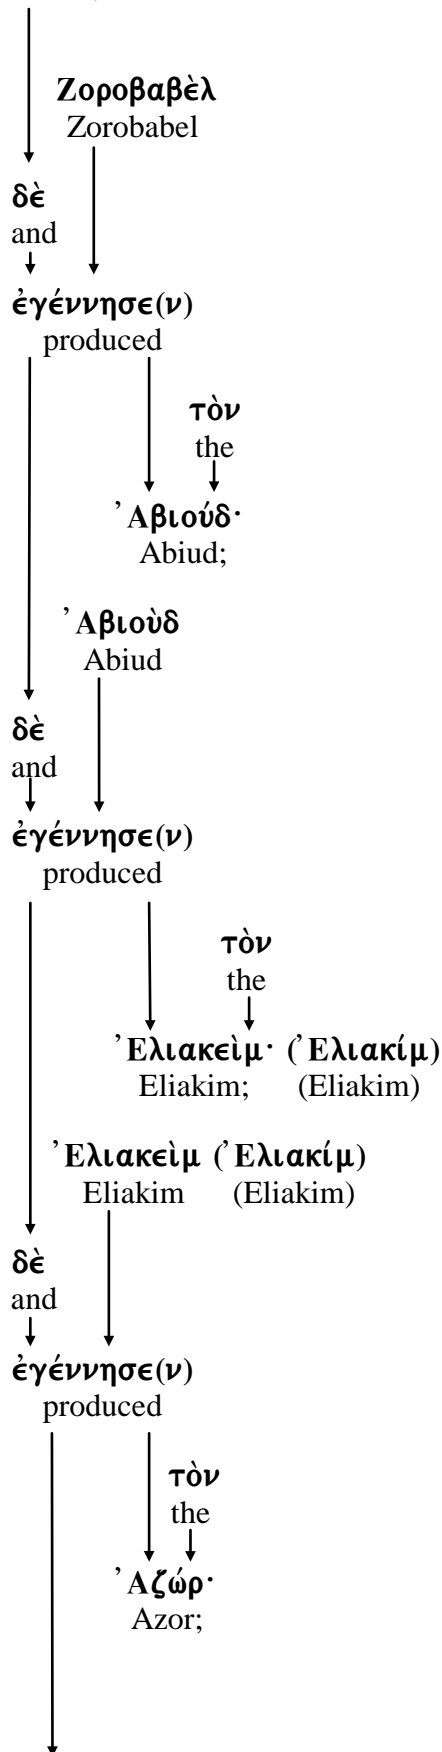 Ζοροβαβὲλ
Zorobabel
δὲ
and
ἐγέννησε(ν)
produced
τὸν
the
Ἀβιούδ·
Abiud;
Ἀβιοὺδ
Abiud
δὲ
and
ἐγέννησε(ν)
produced
τὸν
the
Ἐλιακεὶμ· (Ἐλιακίμ)
Eliakim; (Eliakim)
Ἐλιακεὶμ (Ἐλιακίμ)
Eliakim (Eliakim)
δὲ
and
ἐγέννησε(ν)
produced
τὸν
the
Ἀζώρ·
Azor;